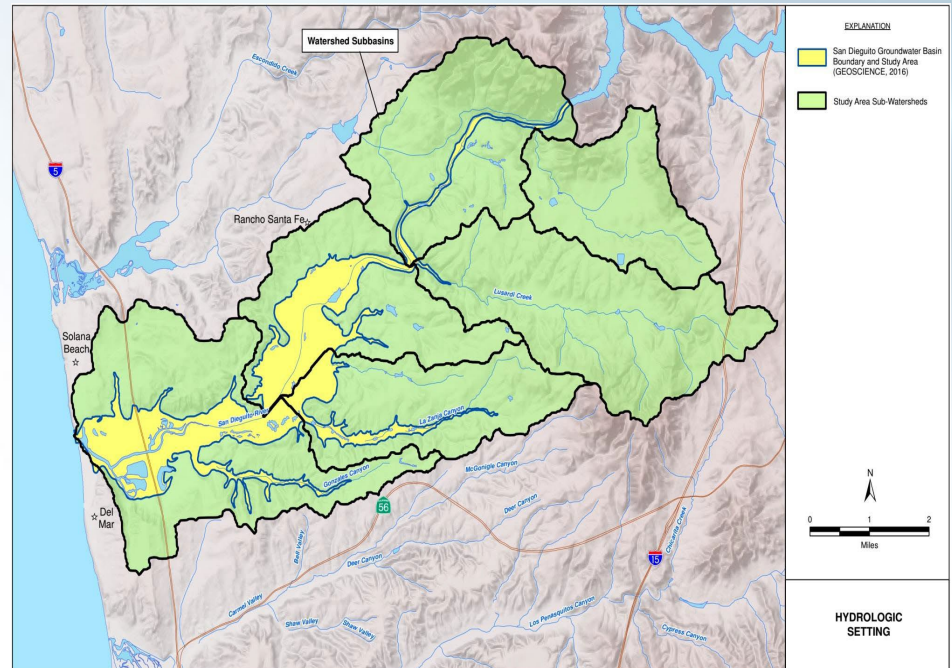 Watershed Subbasins
Escondido Creek
5
Rancho Santa Fe
Lusardi Creek
Solana
Beach
San Dieguito River
La Zanja Canyon
Gonzales Canyon
McGonigle Canyon
Del
Mar
56
Deer Canyon
Bell Valley
Deer Canyon
Chicarita Creek
15
Carmel Valley
Shaw Valley
Shaw Valley
Los Penasquitos Canyon
Cypress Canyon
EXPLANATION
San Dieguito Groundwater Basin
Boundary and Study Area
(GEOSCIENCE, 2016)
Study Area Sub-Watersheds
N
0 1 2
Miles
HYDROLOGIC
SETTING